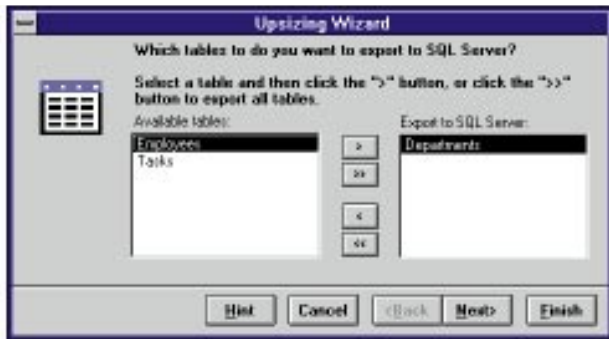 Upsizing Wizard
Which tables to do you want to export to SQL Server?
Select a table and then click the ">" button, or click the ">>"
button to export all tables.
Available tables:
Export to SQL Server:
Employees
Tasks
Departments
>
>>
<
<<
Hint
Cancel
<Back
Next>
Finish